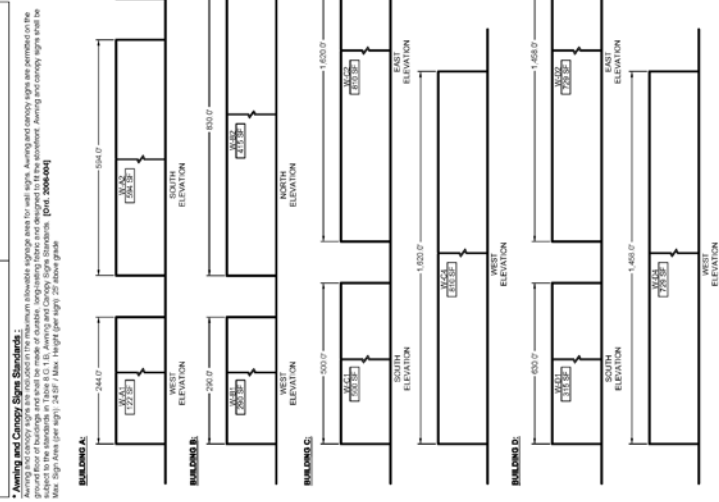 * Awning and Canopy Signs Standards :
Awning and canopy signs are included in the maximum allowable signage area for wall signs. Awning and canopy signs are permitted on the
ground floor of buildings and shall be made of durable, long-lasting fabric and designed to fit the storefront. Awning and canopy signs shall be
subject to the standards in Table 8.G.1.B, Awning and Canopy Signs Standards. [Ord. 2006-004]
Max. Sign Area (per sign): 24 SF / Max. Height (per sign): 25' above grade
BUILDING A:
244.0'
W-A1
122 SF
WEST
ELEVATION
594.0'
W-A2
594 SF
SOUTH
ELEVATION
BUILDING B:
290.0'
W-B1
290 SF
WEST
ELEVATION
830.0'
W-B2
415 SF
NORTH
ELEVATION
BUILDING C:
500.0'
W-C1
500 SF
SOUTH
ELEVATION
1,620.0'
W-C2
810 SF
EAST
ELEVATION
1,620.0'
W-C4
810 SF
WEST
ELEVATION
BUILDING D:
630.0'
W-D1
315 SF
SOUTH
ELEVATION
1,458.0'
W-D2
729 SF
EAST
ELEVATION
1,458.0'
W-D4
729 SF
WEST
ELEVATION